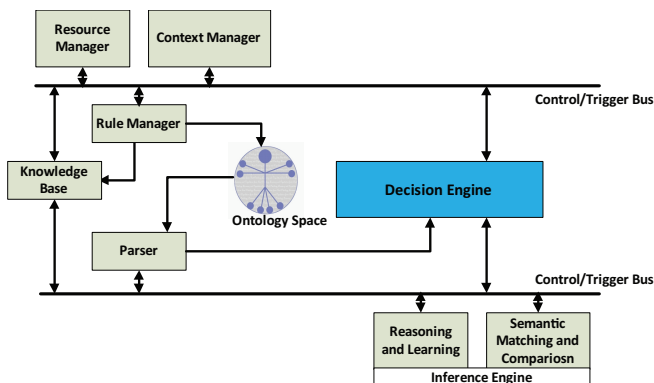 Resource
Manager
Context Manager
Control/Trigger Bus
Rule Manager
Knowledge
Base
Decision Engine
Ontology Space
Parser
Control/Trigger Bus
Reasoning
and Learning
Semantic
Matching and
Compariosn
Inference Engine